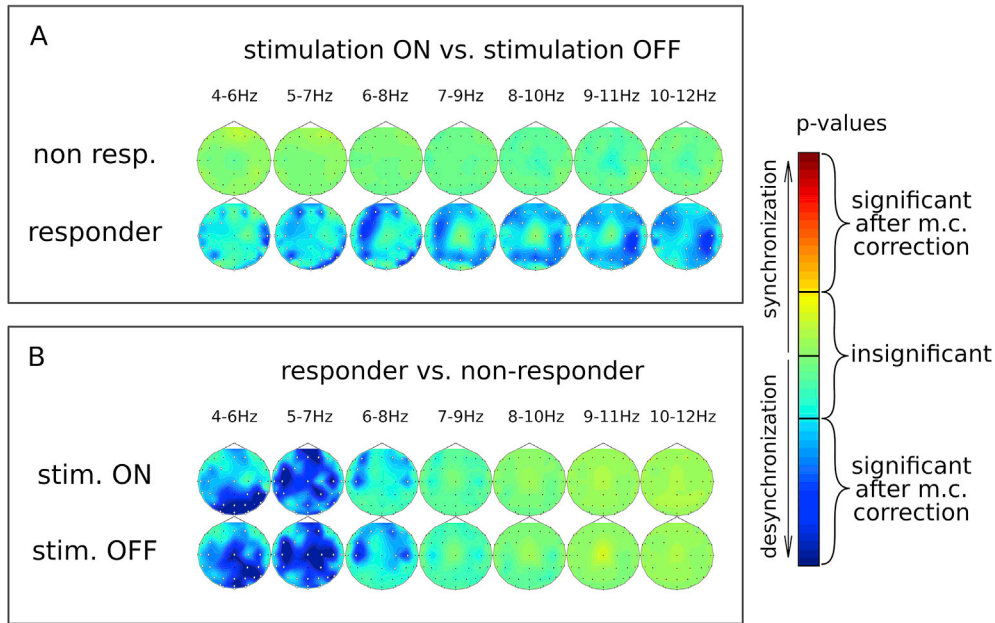 A
stimulation ON vs. stimulation OFF
4-6Hz 5-7Hz 6-8Hz 7-9Hz 8-10Hz 9-11Hz 10-12Hz
non resp.
responder
B
responder vs. non-responder
4-6Hz 5-7Hz 6-8Hz 7-9Hz 8-10Hz 9-11Hz 10-12Hz
stim. ON
stim. OFF
p-values
synchronization
desynchronization
significant
after m.c.
correction
insignificant
significant
after m.c.
correction